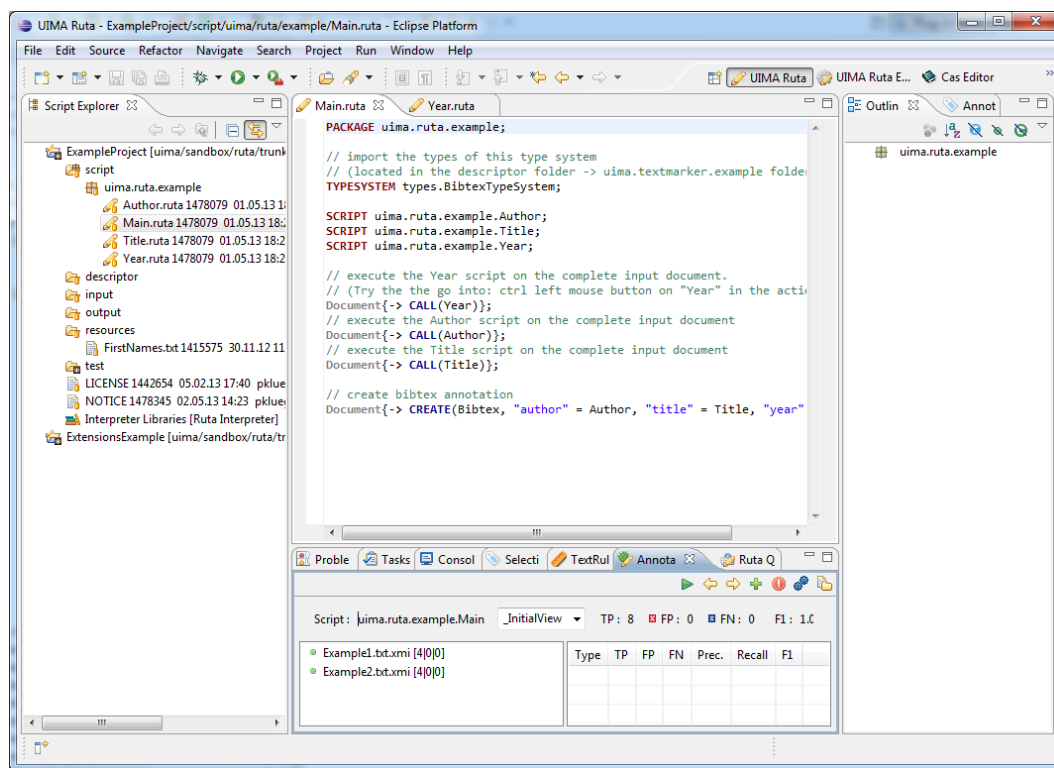 UIMA Ruta - ExampleProject/script/uima/ruta/example/Main.ruta - Eclipse Platform
File Edit Source Refactor Navigate Search Project Run Window Help
UIMA Ruta UIMA Ruta E... Cas Editor »
Script Explorer Main.ruta Year.ruta Outlin Annot
ExampleProject [uima/sandbox/ruta/trunk
script
uima.ruta.example
Author.ruta 1478079 01.05.13 18:
Main.ruta 1478079 01.05.13 18:2
Title.ruta 1478079 01.05.13 18:2
Year.ruta 1478079 01.05.13 18:2
descriptor
input
output
resources
FirstNames.txt 1415575 30.11.12 11
test
LICENSE 1442654 05.02.13 17:40 pklue
NOTICE 1478345 02.05.13 14:23 pklue
Interpreter Libraries [Ruta Interpreter]
ExtensionsExample [uima/sandbox/ruta/tr
PACKAGE uima.ruta.example;
// import the types of this type system
// (located in the descriptor folder -> uima.textmarker.example folde
TYPESYSTEM types.BibtexTypeSystem;
SCRIPT uima.ruta.example.Author;
SCRIPT uima.ruta.example.Title;
SCRIPT uima.ruta.example.Year;
// execute the Year script on the complete input document.
// (Try the the go into: ctrl left mouse button on "Year" in the acti
Document{-> CALL(Year)};
// execute the Author script on the complete input document
Document{-> CALL(Author)};
// execute the Title script on the complete input document
Document{-> CALL(Title)};
// create bibtex annotation
Document{-> CREATE(Bibtex, "author" = Author, "title" = Title, "year"
uima.ruta.example
Proble Tasks Consol Selecti TextRul Annota Ruta Q
Script: uima.ruta.example.Main _InitialView TP: 8 FP: 0 FN: 0 F1: 1.0
Example1.txt.xmi [4|0|0]
Example2.txt.xmi [4|0|0]
Type TP FP FN Prec. Recall F1